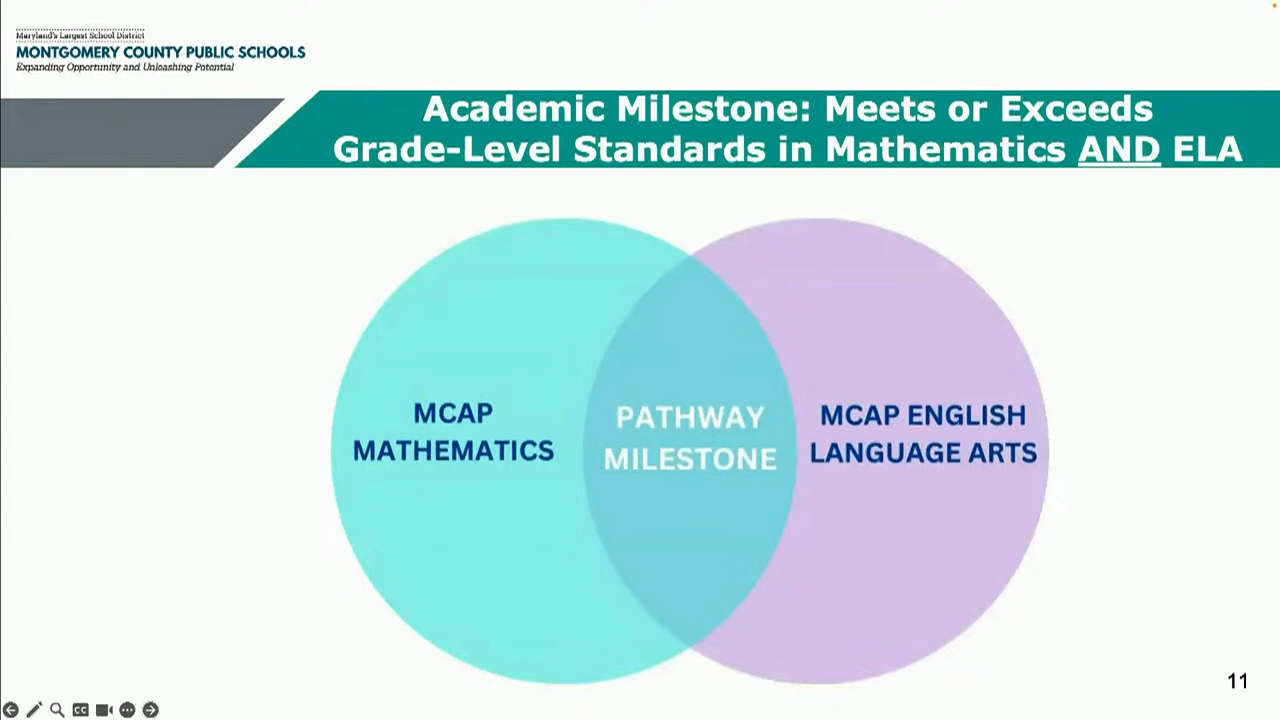 Maryland's Largest School District
MONTGOMERY COUNTY PUBLIC SCHOOLS
Expanding Opportunity and Unleashing Potential
Academic Milestone: Meets or Exceeds
Grade-Level Standards in Mathematics AND ELA
MCAP
MATHEMATICS
PATHWAY
MILESTONE
MCAP ENGLISH
LANGUAGE ARTS
11
CC